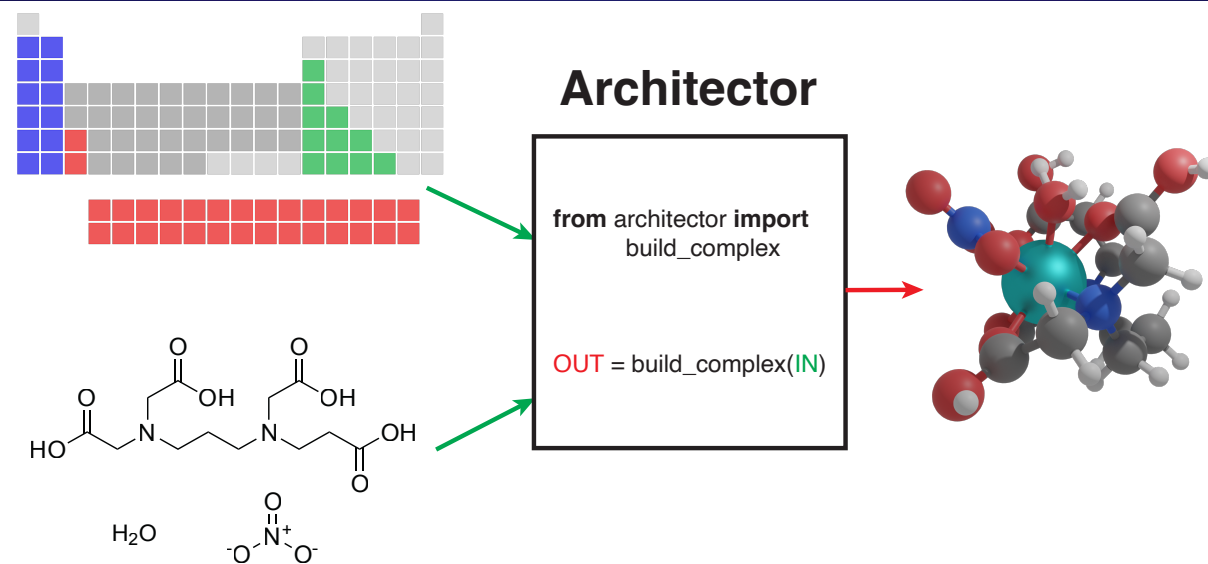 Architector
from architector import
build_complex
OUT = build_complex(IN)
O
O
OH
OH
O
HO
N
N
OH
O
O
H₂O
N⁺
⁻O
O⁻